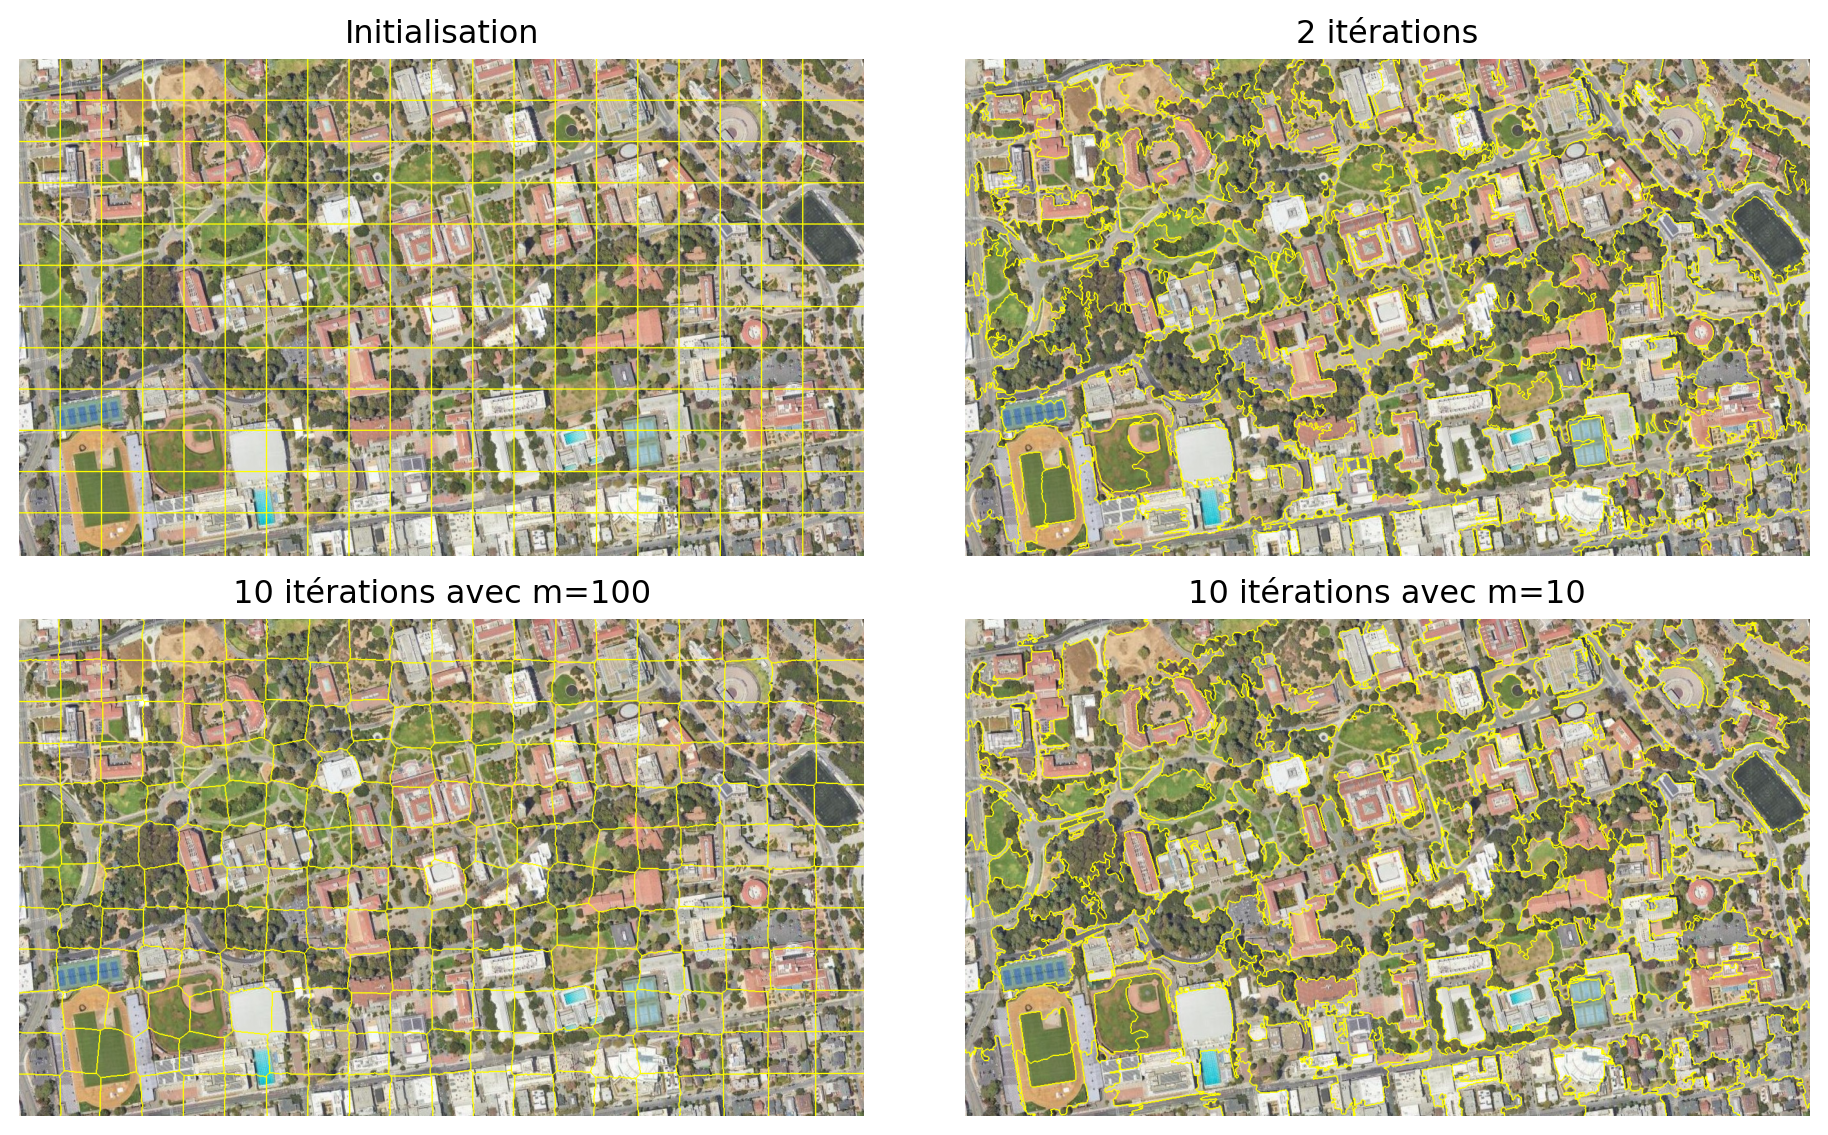 Initialisation
2 itérations
10 itérations avec m=100
10 itérations avec m=10